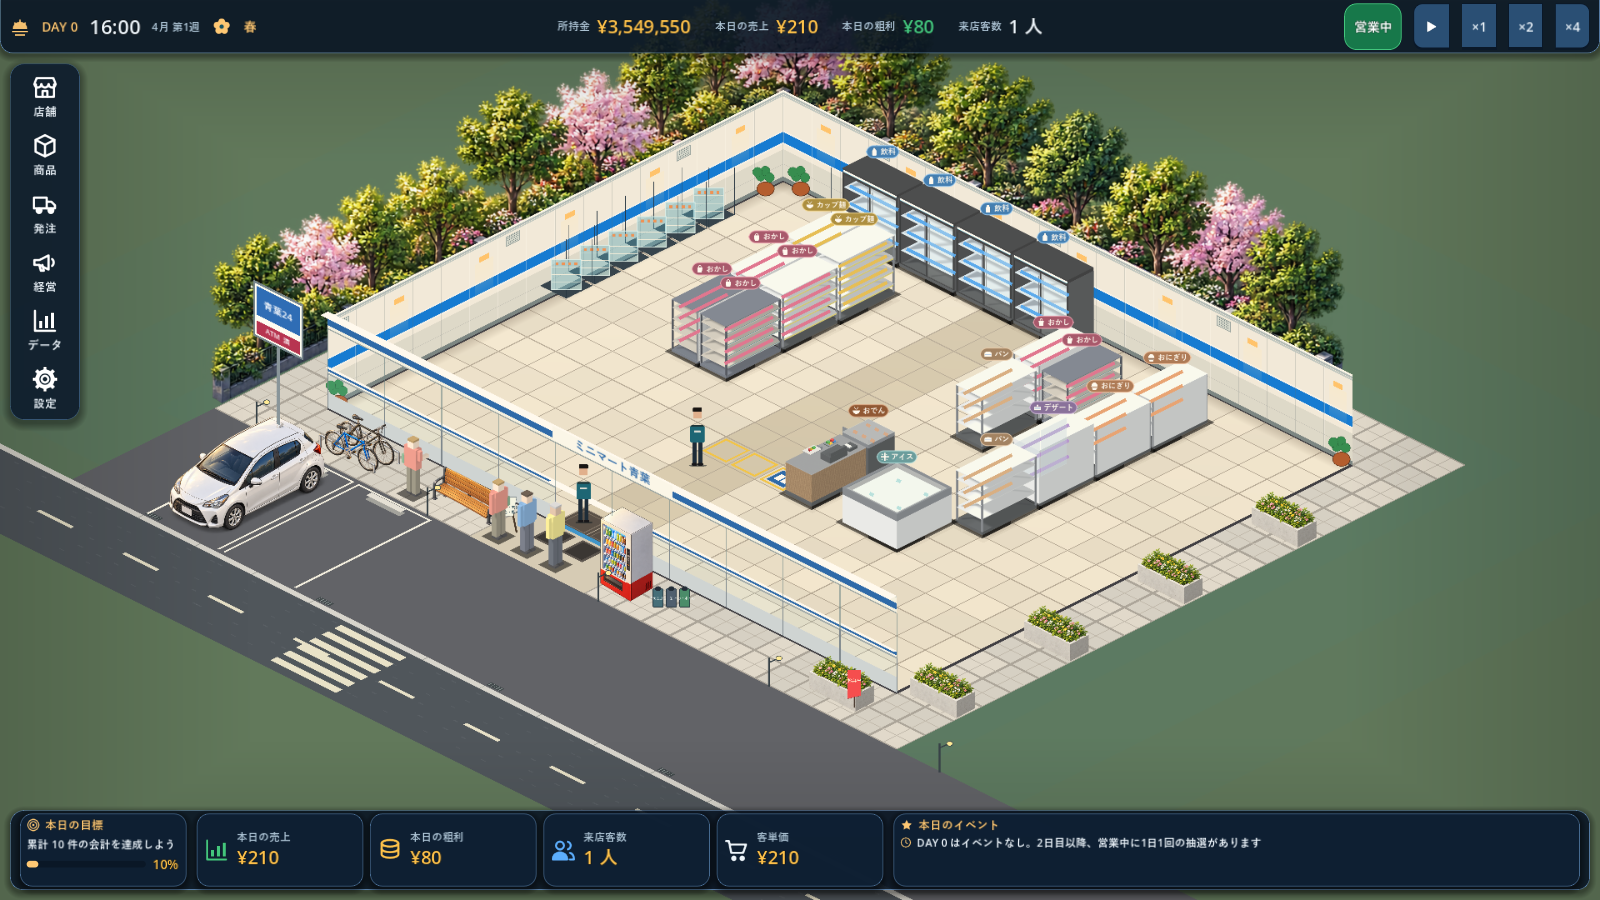 DAY 0 16:00 4月 第1週 春
所持金 ¥3,549,550 本日の売上 ¥210 本日の粗利 ¥80 来店客数 1 人
営業中 ×1 ×2 ×4
店舗
商品
発注
経営
データ
設定
飲料
飲料
飲料
飲料
カップ麺
カップ麺
おかし
おかし
おかし
おかし
おかし
おかし
パン
おにぎり
おにぎり
デザート
おでん
パン
アイス
青葉24
ATM 酒
ミニマート青葉
本日の目標
累計 10 件の会計を達成しよう
10%
本日の売上
¥210
本日の粗利
¥80
来店客数
1 人
客単価
¥210
本日のイベント
DAY 0 はイベントなし。2日目以降、営業中に1日1回の抽選があります